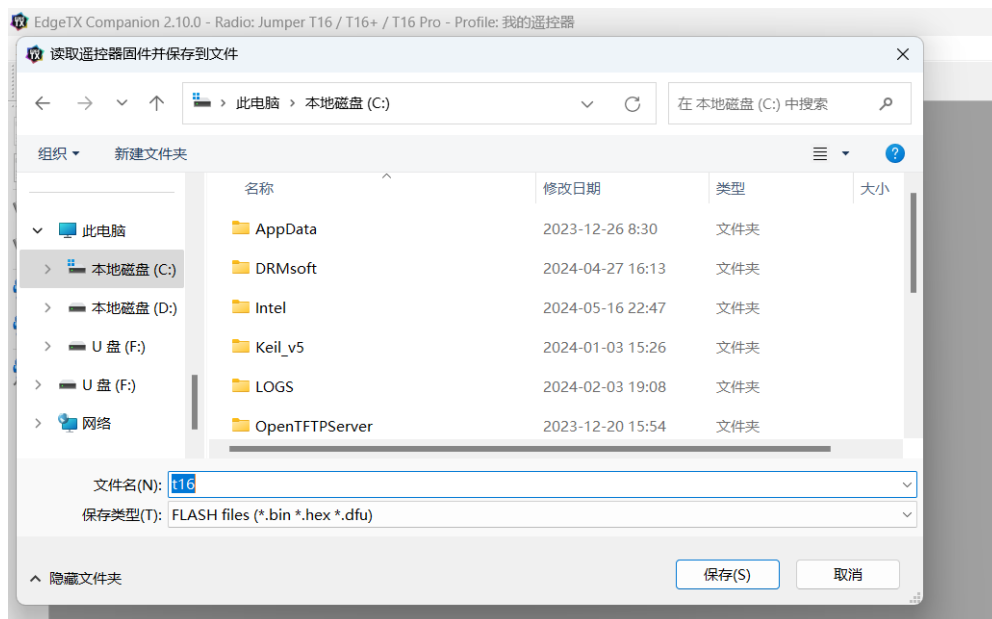 EdgeTX Companion 2.10.0 - Radio: Jumper T16 / T16+ / T16 Pro - Profile: 我的遥控器
读取遥控器固件并保存到文件
此电脑 › 本地磁盘 (C:)
在 本地磁盘 (C:) 中搜索
组织 新建文件夹
名称 修改日期 类型 大小
此电脑
本地磁盘 (C:)
本地磁盘 (D:)
U 盘 (F:)
U 盘 (F:)
网络
AppData 2023-12-26 8:30 文件夹
DRMsoft 2024-04-27 16:13 文件夹
Intel 2024-05-16 22:47 文件夹
Keil_v5 2024-01-03 15:26 文件夹
LOGS 2024-02-03 19:08 文件夹
OpenTFTPServer 2023-12-20 15:54 文件夹
文件名(N): t16
保存类型(T): FLASH files (*.bin *.hex *.dfu)
隐藏文件夹
保存(S) 取消